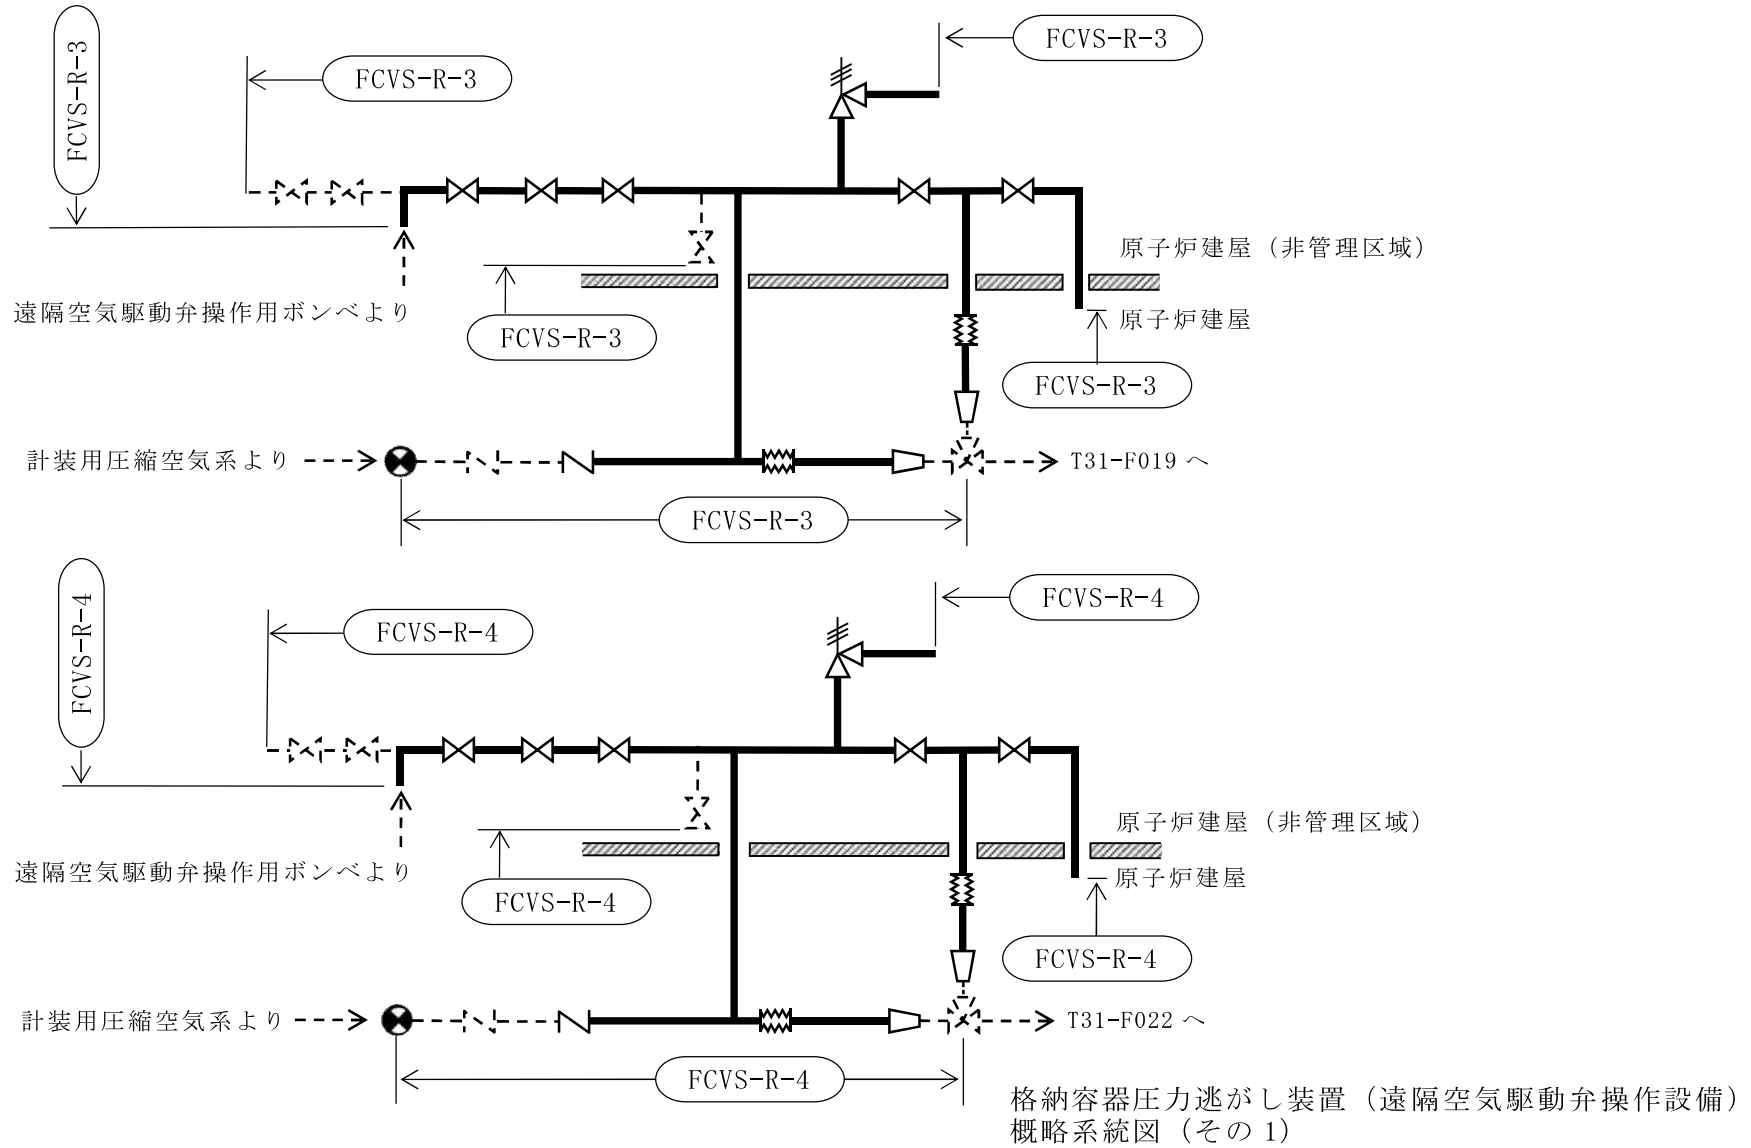 FCVS-R-3
FCVS-R-3
FCVS-R-3
原子炉建屋（非管理区域）
遠隔空気駆動弁操作用ボンベより
原子炉建屋
FCVS-R-3
FCVS-R-3
計装用圧縮空気系より
T31-F019 へ
FCVS-R-3
FCVS-R-4
FCVS-R-4
FCVS-R-4
原子炉建屋（非管理区域）
遠隔空気駆動弁操作用ボンベより
原子炉建屋
FCVS-R-4
FCVS-R-4
計装用圧縮空気系より
T31-F022 へ
FCVS-R-4
格納容器圧力逃がし装置（遠隔空気駆動弁操作設備）
概略系統図（その 1）